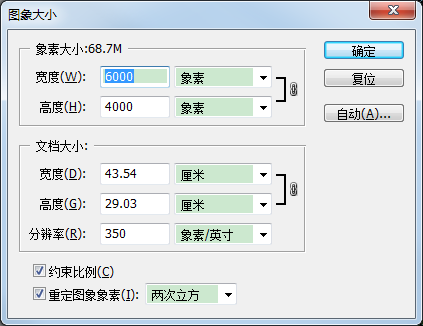 图象大小
象素大小:68.7M
宽度(W): 6000 象素
高度(H): 4000 象素
文档大小:
宽度(D): 43.54 厘米
高度(G): 29.03 厘米
分辨率(R): 350 象素/英寸
约束比例(C)
重定图象象素(I): 两次立方
确定
复位
自动(A)...